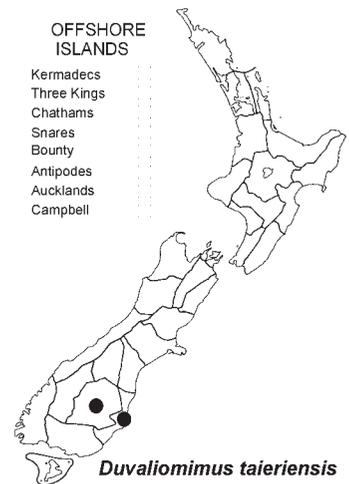 OFFSHORE
ISLANDS
Kermadecs
Three Kings
Chathams
Snares
Bounty
Antipodes
Aucklands
Campbell
Duvaliomimus taieriensis